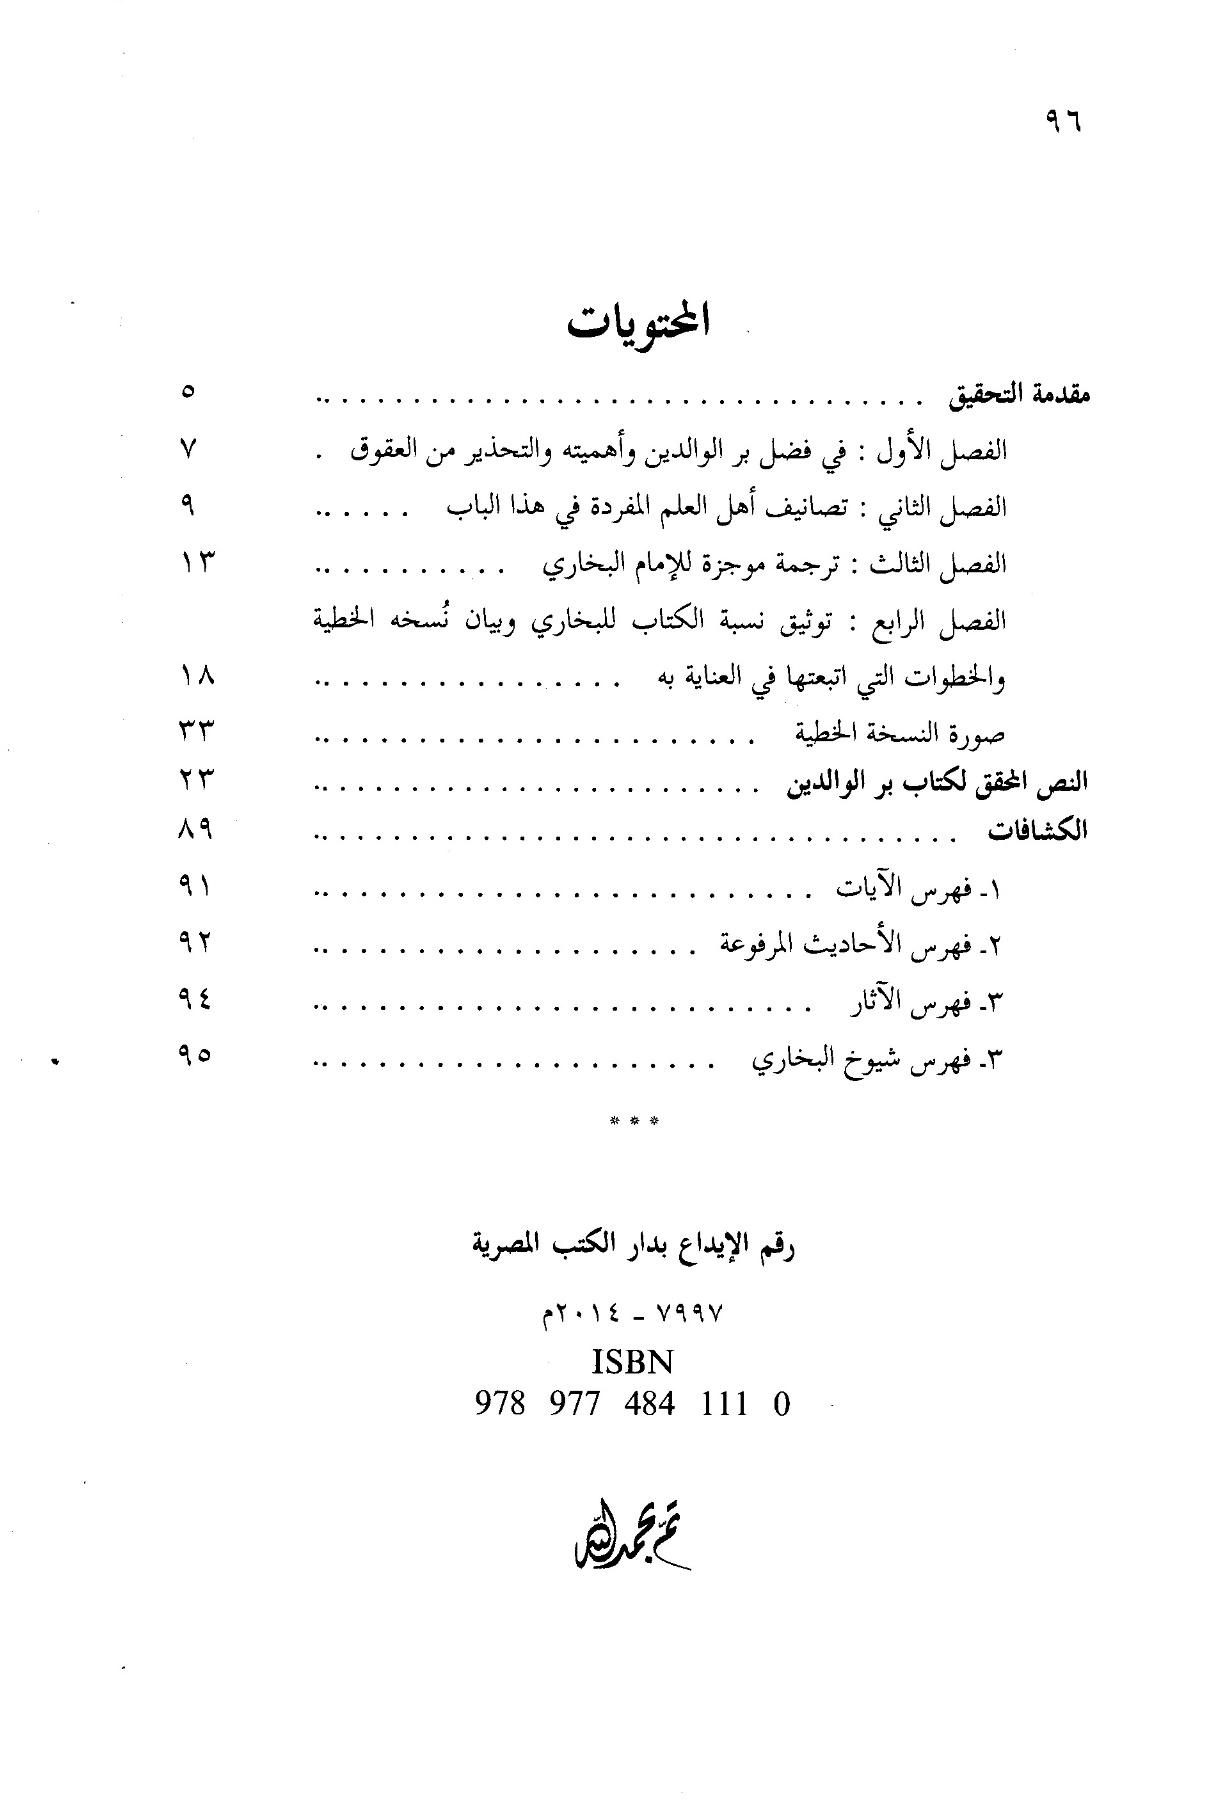 ٩٦
المحتويات
مقدمة التحقيق .................................. ٥
الفصل الأول : في فضل بر الوالدين وأهميته والتحذير من العقوق . ٧
الفصل الثاني : تصانيف أهل العلم المفردة في هذا الباب ...... ٩
الفصل الثالث : ترجمة موجزة للإمام البخاري ........... ١٣
الفصل الرابع : توثيق نسبة الكتاب للبخاري وبيان نُسخه الخطية
والخطوات التي اتبعتها في العناية به ................. ١٨
صورة النسخة الخطية ........................ ٣٣
النص المحقق لكتاب بر الوالدين ........................ ٢٣
الكشافات .................................. ٨٩
١ـ فهرس الآيات .......................... ٩١
٢ـ فهرس الأحاديث المرفوعة .................... ٩٢
٣ـ فهرس الآثار .......................... ٩٤
٣ـ فهرس شيوخ البخاري ..................... ٩٥
* * *
رقم الإيداع بدار الكتب المصرية
٧٩٩٧ ـ ٢٠١٤م
ISBN
978 977 484 111 0
تم بحمد الله